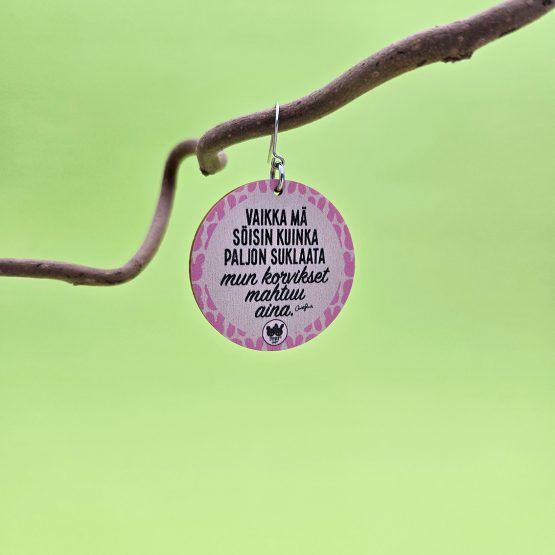 VAIKKA MÄ
SÖISIN KUINKA
PALJON SUKLAATA
mun korvikset
mahtuu
aina.